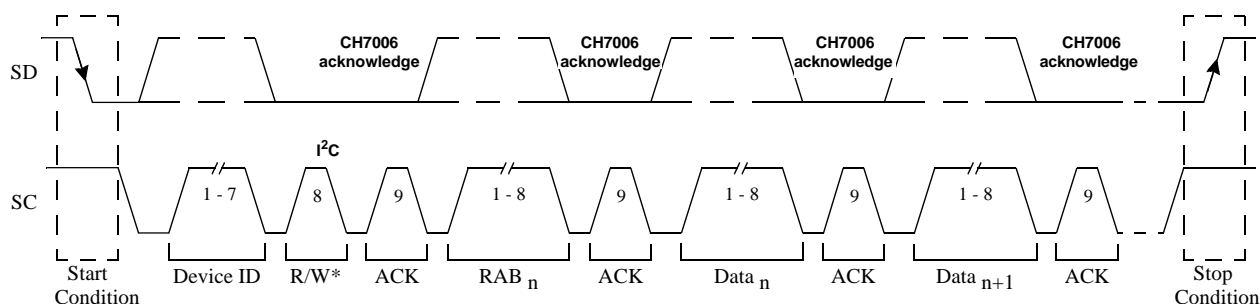 CH7006 acknowledge
CH7006 acknowledge
CH7006 acknowledge
CH7006 acknowledge
SD
I²C
SC
1 - 7
8
9
1 - 8
9
1 - 8
9
1 - 8
9
Start Condition
Device ID
R/W*
ACK
RAB n
ACK
Data n
ACK
Data n+1
ACK
Stop Condition